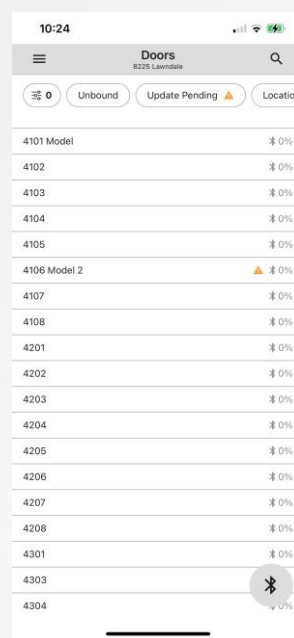 10:24
Doors
8225 Lawndale
0
Unbound
Update Pending
Locatio
4101 Model 0%
4102 0%
4103 0%
4104 0%
4105 0%
4106 Model 2 0%
4107 0%
4108 0%
4201 0%
4202 0%
4203 0%
4204 0%
4205 0%
4206 0%
4207 0%
4208 0%
4301 0%
4303
4304 0%